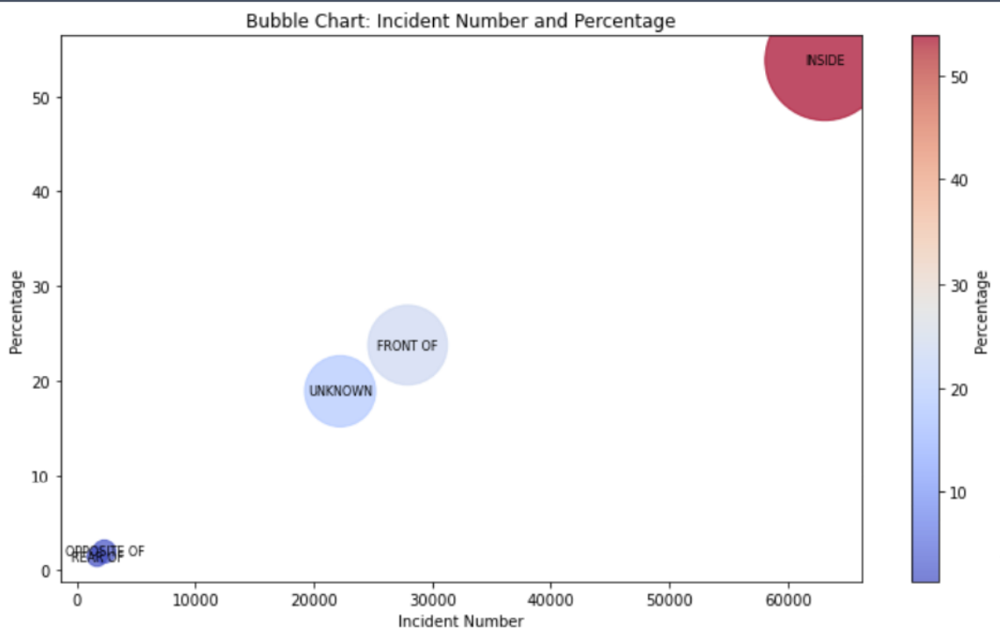 Bubble Chart: Incident Number and Percentage
INSIDE
FRONT OF
UNKNOWN
OPPOSITE OF
REAR OF
Percentage
50
40
30
20
10
0
0 10000 20000 30000 40000 50000 60000
Incident Number
50
40
30
20
10
Percentage